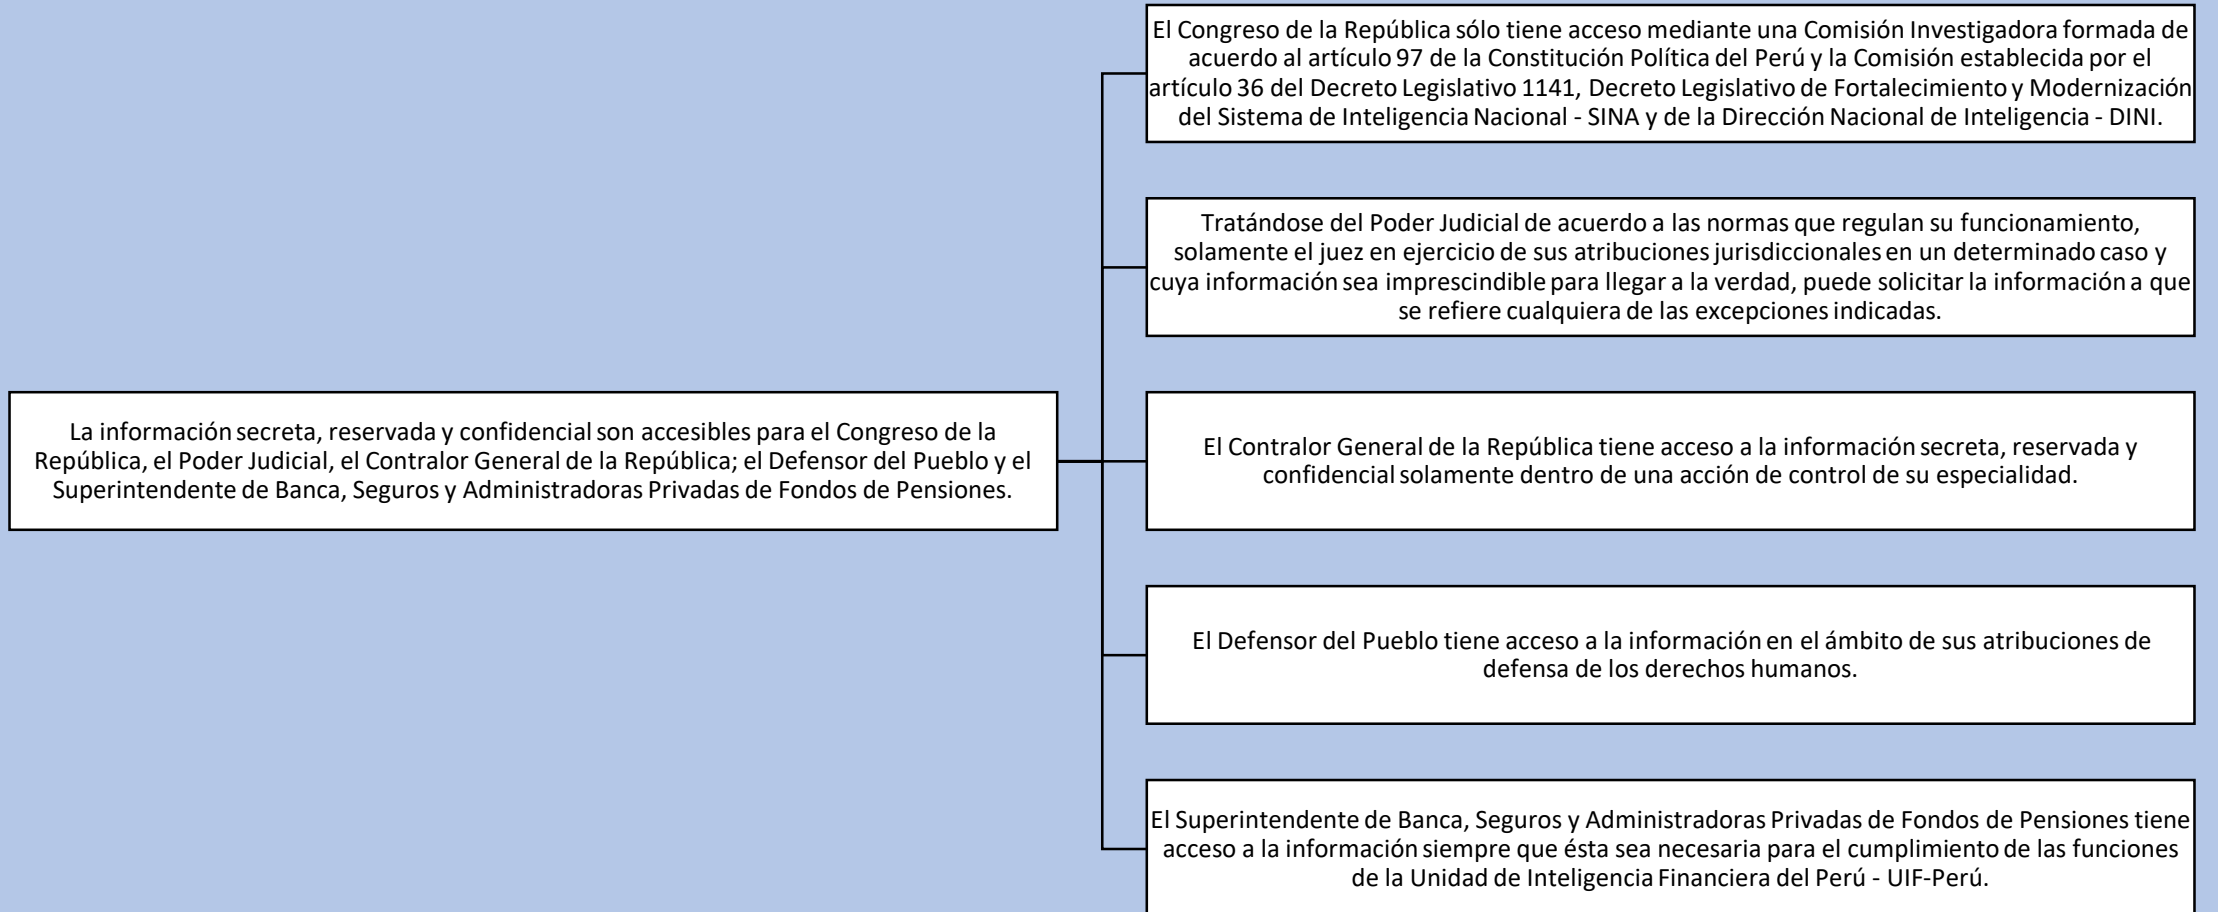 El Congreso de la República sólo tiene acceso mediante una Comisión Investigadora formada de
acuerdo al artículo 97 de la Constitución Política del Perú y la Comisión establecida por el
artículo 36 del Decreto Legislativo 1141, Decreto Legislativo de Fortalecimiento y Modernización
del Sistema de Inteligencia Nacional - SINA y de la Dirección Nacional de Inteligencia - DINI.
Tratándose del Poder Judicial de acuerdo a las normas que regulan su funcionamiento,
solamente el juez en ejercicio de sus atribuciones jurisdiccionales en un determinado caso y
cuya información sea imprescindible para llegar a la verdad, puede solicitar la información a que
se refiere cualquiera de las excepciones indicadas.
La información secreta, reservada y confidencial son accesibles para el Congreso de la
República, el Poder Judicial, el Contralor General de la República; el Defensor del Pueblo y el
Superintendente de Banca, Seguros y Administradoras Privadas de Fondos de Pensiones.
El Contralor General de la República tiene acceso a la información secreta, reservada y
confidencial solamente dentro de una acción de control de su especialidad.
El Defensor del Pueblo tiene acceso a la información en el ámbito de sus atribuciones de
defensa de los derechos humanos.
El Superintendente de Banca, Seguros y Administradoras Privadas de Fondos de Pensiones tiene
acceso a la información siempre que ésta sea necesaria para el cumplimiento de las funciones
de la Unidad de Inteligencia Financiera del Perú - UIF-Perú.